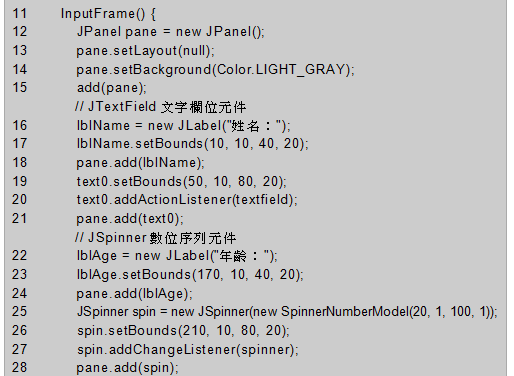 11 InputFrame() {
12 JPanel pane = new JPanel();
13 pane.setLayout(null);
14 pane.setBackground(Color.LIGHT_GRAY);
15 add(pane);
// JTextField 文字欄位元件
16 lblName = new JLabel("姓名：");
17 lblName.setBounds(10, 10, 40, 20);
18 pane.add(lblName);
19 text0.setBounds(50, 10, 80, 20);
20 text0.addActionListener(textfield);
21 pane.add(text0);
// JSpinner 數位序列元件
22 lblAge = new JLabel("年齡：");
23 lblAge.setBounds(170, 10, 40, 20);
24 pane.add(lblAge);
25 JSpinner spin = new JSpinner(new SpinnerNumberModel(20, 1, 100, 1));
26 spin.setBounds(210, 10, 80, 20);
27 spin.addChangeListener(spinner);
28 pane.add(spin);